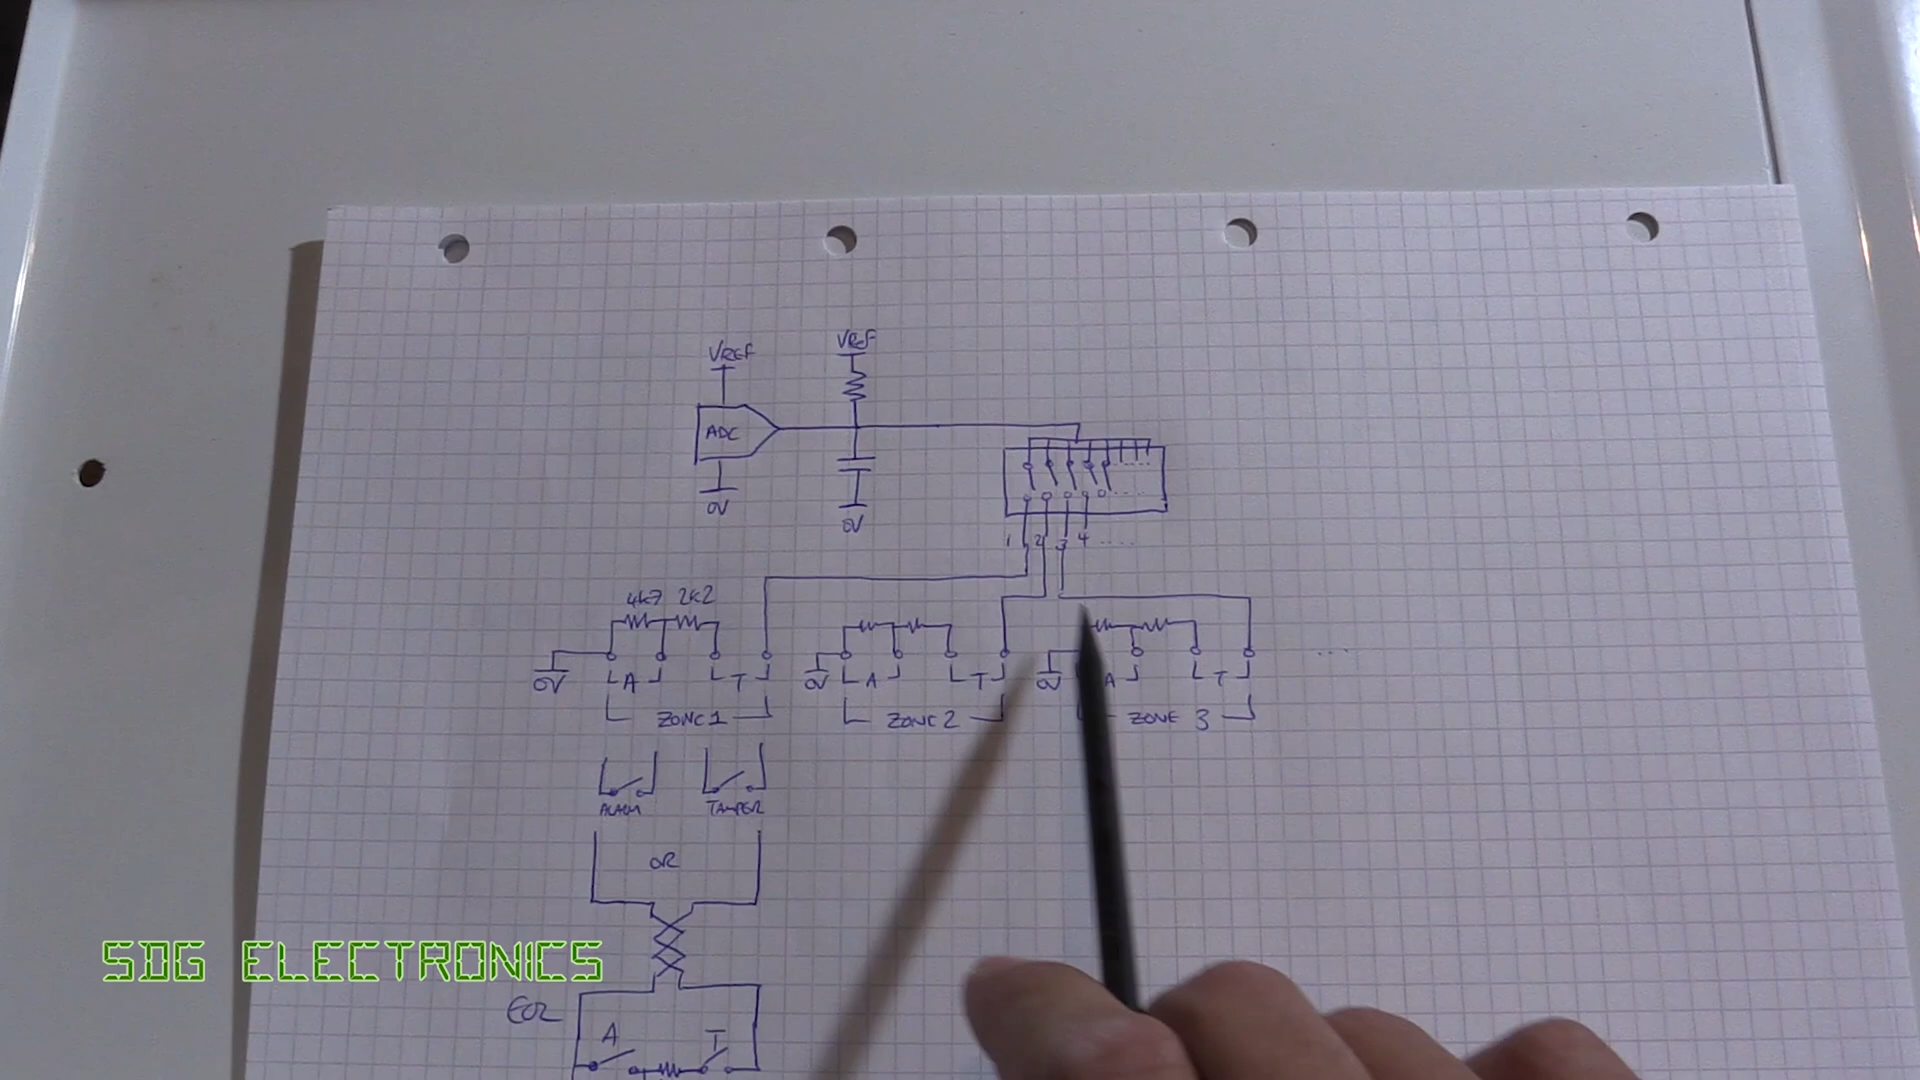 VREF VREF
ADC
0V 0V
1 2 3 4 ....
4k7 2k2
0V A T 0V A T 0V A T ...
ZONE 1 ZONE 2 ZONE 3
ALARM TAMPER
OR
SDG ELECTRONICS
EOL
A T